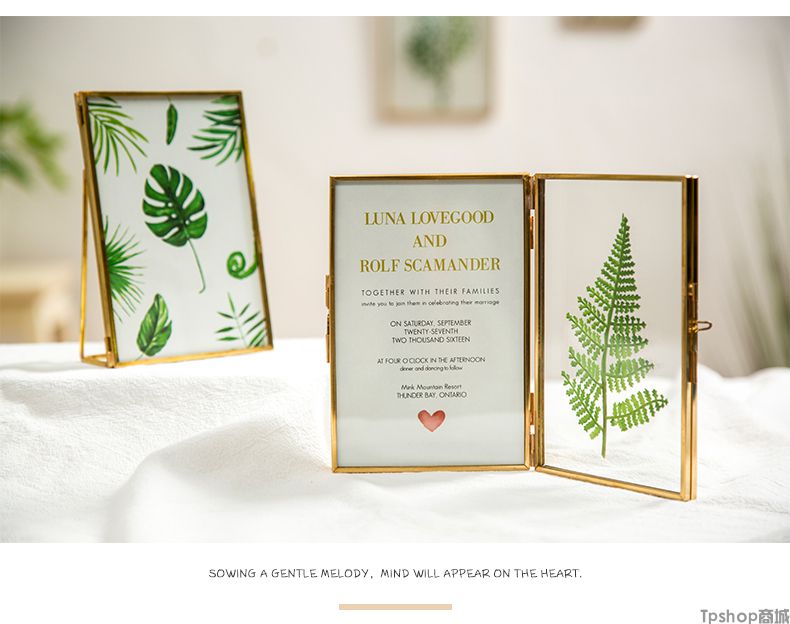 LUNA LOVEGOOD
AND
ROLF SCAMANDER
TOGETHER WITH THEIR FAMILIES
invite you to join them in celebrating their marriage
ON SATURDAY, SEPTEMBER
TWENTY-SEVENTH
TWO THOUSAND SIXTEEN
AT FOUR O'CLOCK IN THE AFTERNOON
dinner and dancing to follow
Mink Mountain Resort
THUNDER BAY, ONTARIO
SOWING A GENTLE MELODY, MIND WILL APPEAR ON THE HEART.
Tpshop商城